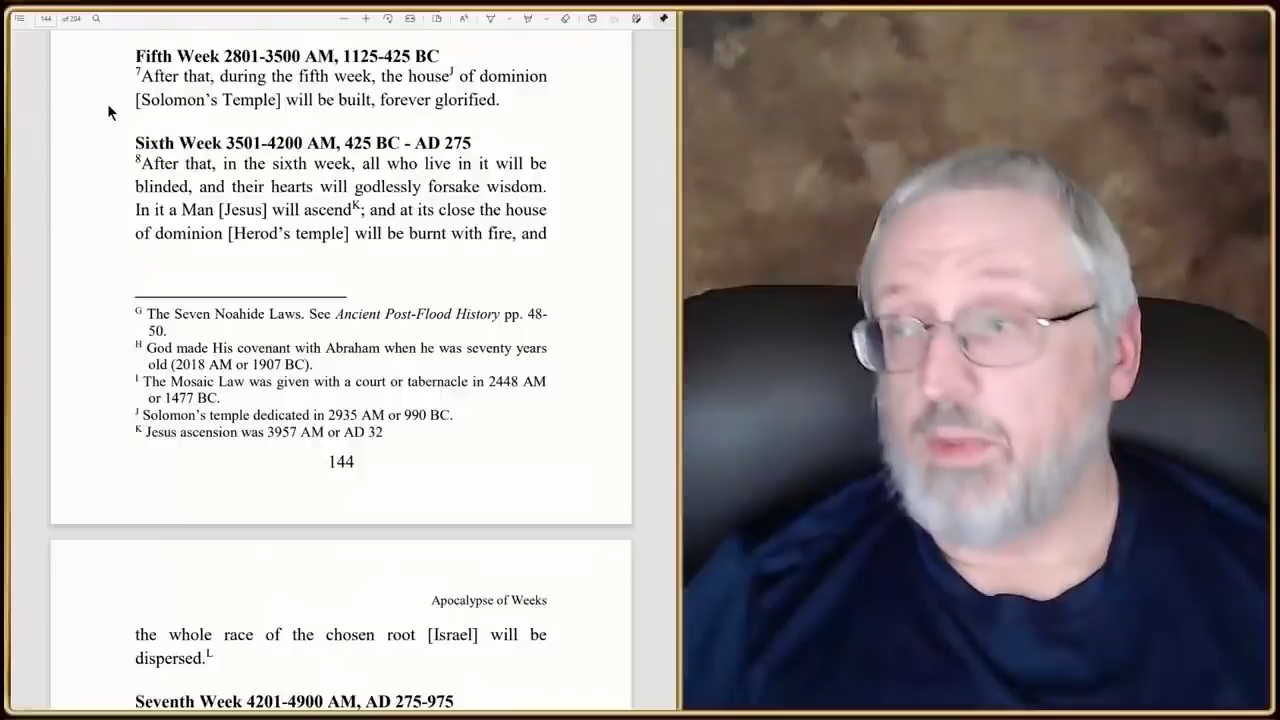 144 of 204
Fifth Week 2801-3500 AM, 1125-425 BC
7After that, during the fifth week, the houseJ of dominion
[Solomon's Temple] will be built, forever glorified.
Sixth Week 3501-4200 AM, 425 BC - AD 275
8After that, in the sixth week, all who live in it will be
blinded, and their hearts will godlessly forsake wisdom.
In it a Man [Jesus] will ascendK; and at its close the house
of dominion [Herod's temple] will be burnt with fire, and
G The Seven Noahide Laws. See Ancient Post-Flood History pp. 48-
50.
H God made His covenant with Abraham when he was seventy years
old (2018 AM or 1907 BC).
I The Mosaic Law was given with a court or tabernacle in 2448 AM
or 1477 BC.
J Solomon's temple dedicated in 2935 AM or 990 BC.
K Jesus ascension was 3957 AM or AD 32
144
Apocalypse of Weeks
the whole race of the chosen root [Israel] will be
dispersed.L
Seventh Week 4201-4900 AM, AD 275-975